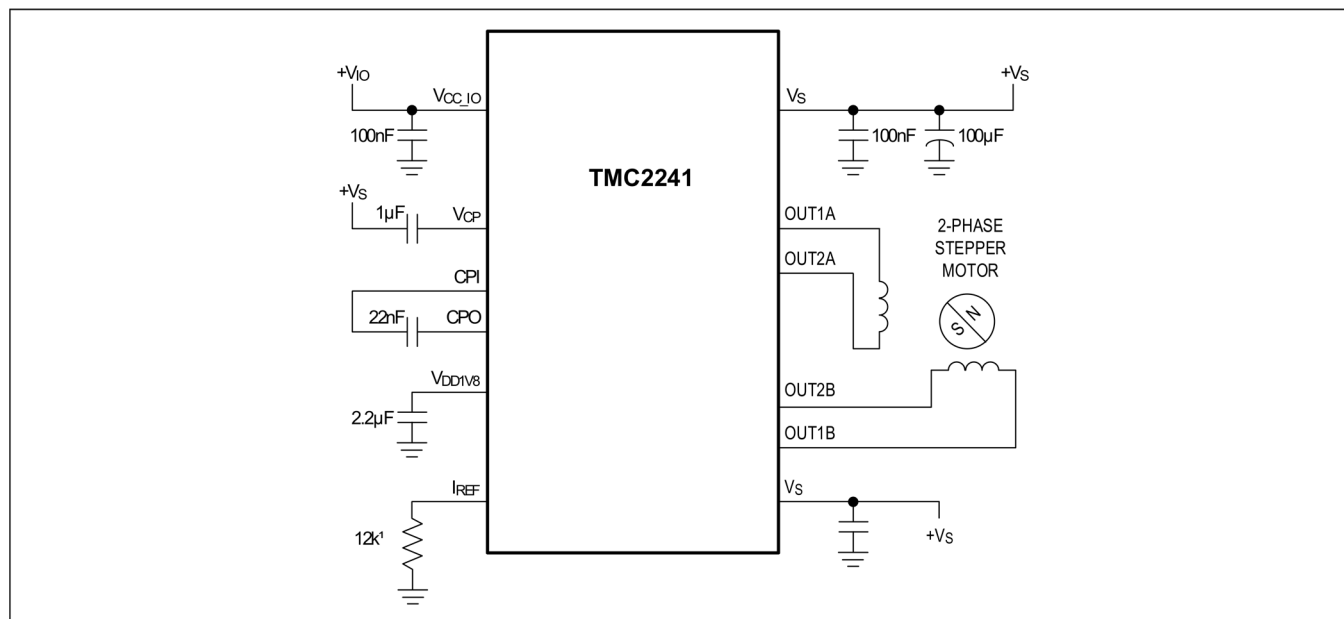 +VIO
VCC_IO
100nF
+VS
1µF
VCP
CPI
22nF
CPO
VDD1V8
2.2µF
IREF
12k¹
TMC2241
VS
+VS
100nF
100µF
OUT1A
OUT2A
2-PHASE
STEPPER
MOTOR
S N
OUT2B
OUT1B
VS
+VS